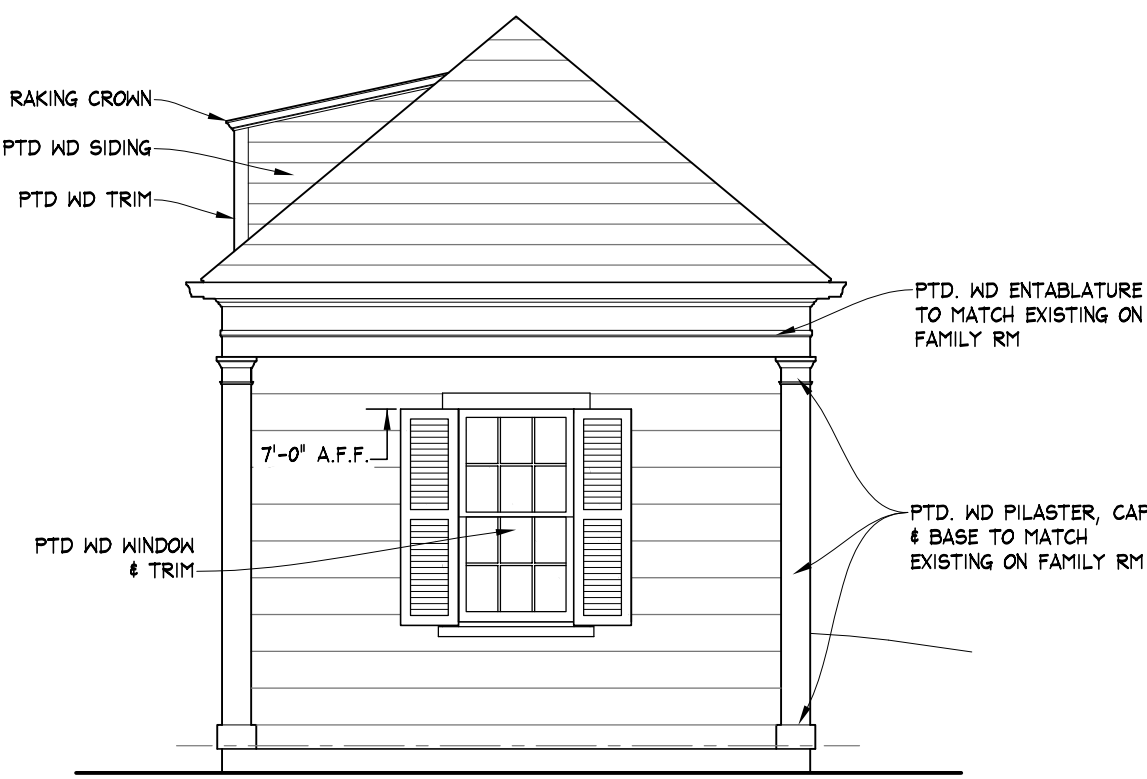 RAKING CROWN
PTD WD SIDING
PTD WD TRIM
PTD. WD ENTABLATURE
TO MATCH EXISTING ON
FAMILY RM
7'-0" A.F.F.
PTD WD WINDOW
& TRIM
PTD. WD PILASTER, CAP
& BASE TO MATCH
EXISTING ON FAMILY RM